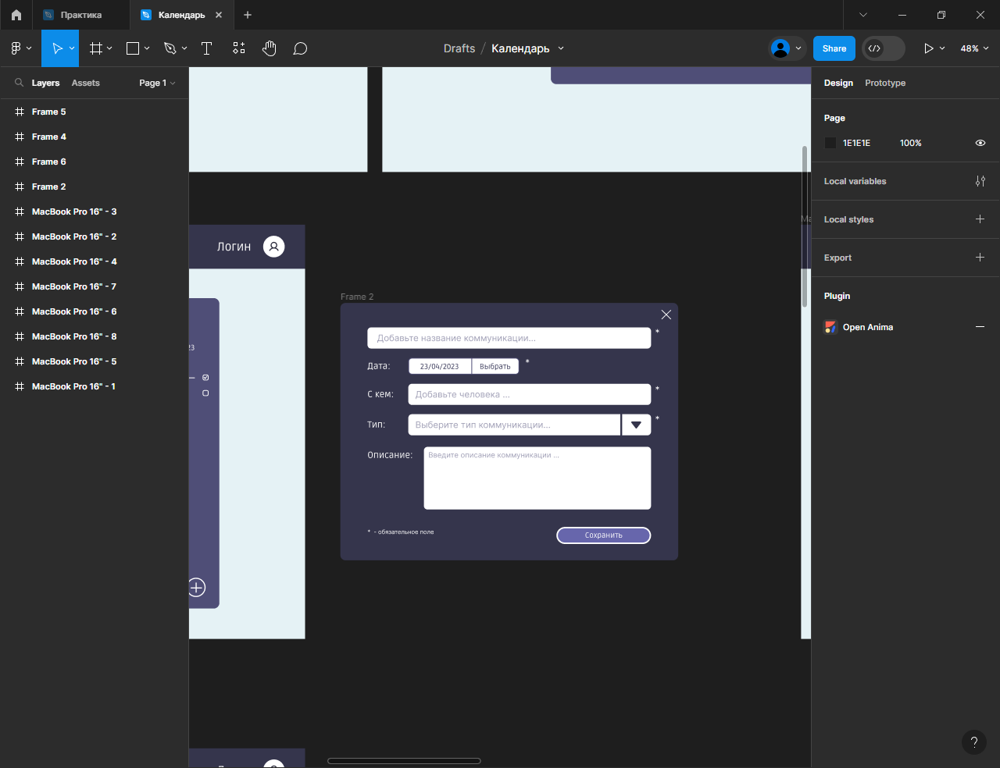 Практика
Календарь
Drafts / Календарь
Share
48%
Layers
Assets
Page 1
Frame 5
Frame 4
Frame 6
Frame 2
MacBook Pro 16" - 3
MacBook Pro 16" - 2
MacBook Pro 16" - 4
MacBook Pro 16" - 7
MacBook Pro 16" - 6
MacBook Pro 16" - 8
MacBook Pro 16" - 5
MacBook Pro 16" - 1
Логин
23
Frame 2
Добавьте название коммуникации... *
Дата: 23/04/2023 Выбрать *
С кем: Добавьте человека ... *
Тип: Выберите тип коммуникации... *
Описание: Введите описание коммуникации ...
* - обязательное поле
Сохранить
Ma
Design
Prototype
Page
1E1E1E 100%
Local variables
Local styles
Export
Plugin
Open Anima
?